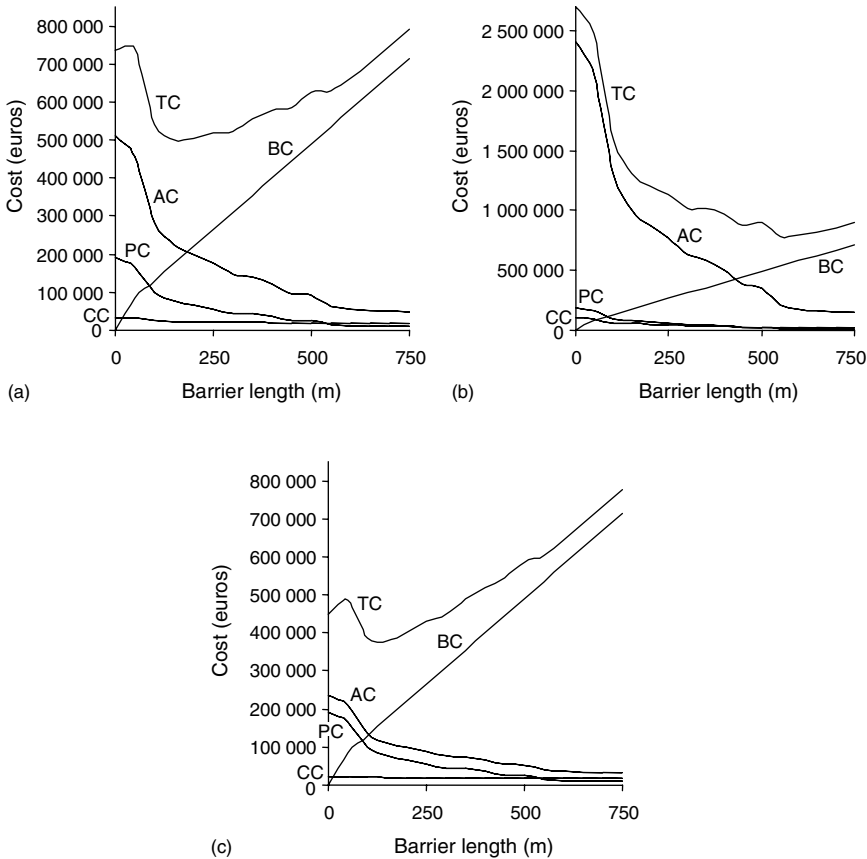 800 000
700 000
600 000
500 000
400 000
300 000
200 000
100 000
0
Cost (euros)
TC
BC
AC
PC
CC
0 250 500 750
Barrier length (m)
(a)
2 500 000
2 000 000
1 500 000
1 000 000
500 000
0
Cost (euros)
TC
AC
BC
PC
CC
0 250 500 750
Barrier length (m)
(b)
800 000
700 000
600 000
500 000
400 000
300 000
200 000
100 000
0
Cost (euros)
TC
BC
AC
PC
CC
0 250 500 750
Barrier length (m)
(c)